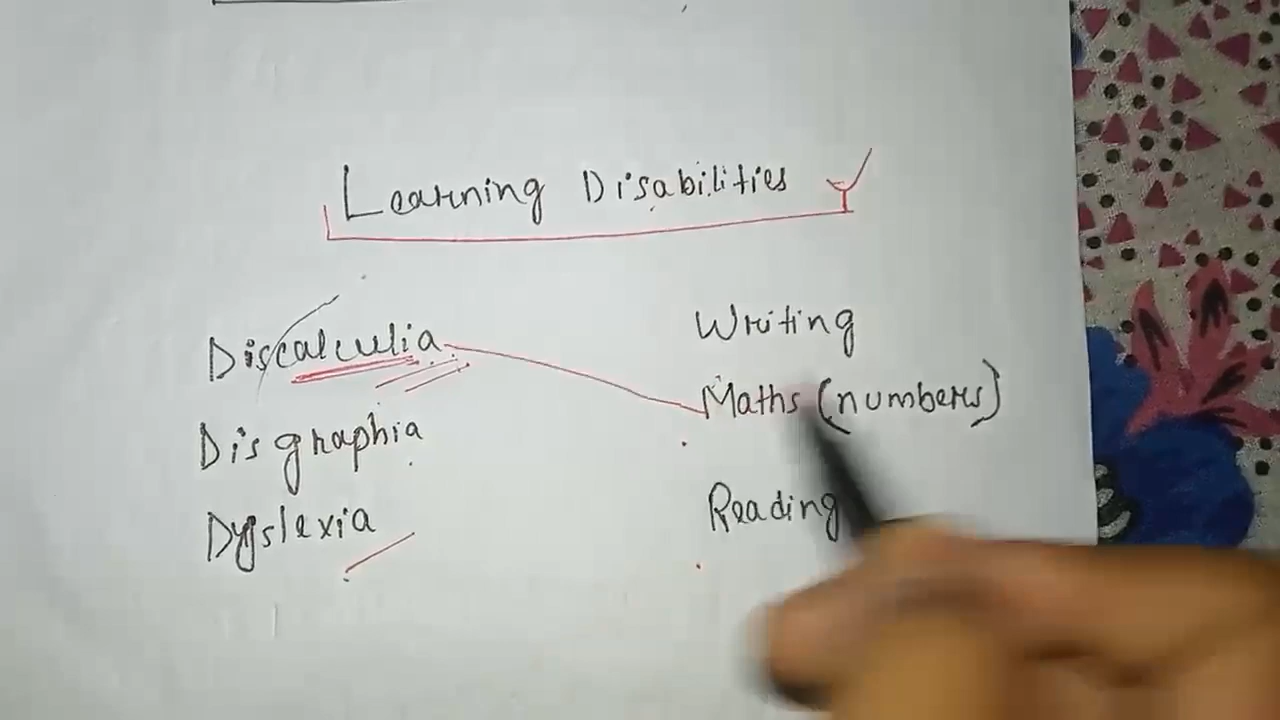 Learning Disabilities
Discalculia Writing
Maths (numbers)
Disgraphia
Dyslexia Reading